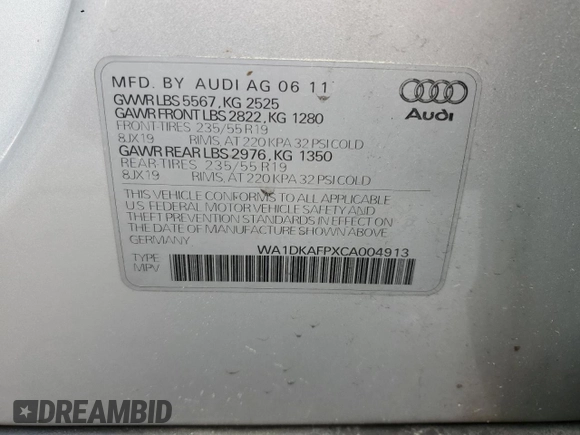 MFD. BY AUDI AG 06 11
GVWR LBS 5567, KG 2525
GAWR FRONT LBS 2822, KG 1280
FRONT-TIRES 235/55 R19
8JX19 RIMS, AT 220 KPA 32 PSI COLD
GAWR REAR LBS 2976, KG 1350
REAR-TIRES 235/55 R19
8JX19 RIMS, AT 220 KPA 32 PSI COLD
THIS VEHICLE CONFORMS TO ALL APPLICABLE
U.S. FEDERAL MOTOR VEHICLE SAFETY AND
THEFT PREVENTION STANDARDS IN EFFECT ON
THE DATE OF MANUFACTURE SHOWN ABOVE.
GERMANY
WA1DKAFPXCA004913
TYPE
MPV
Audi
DREAMBID